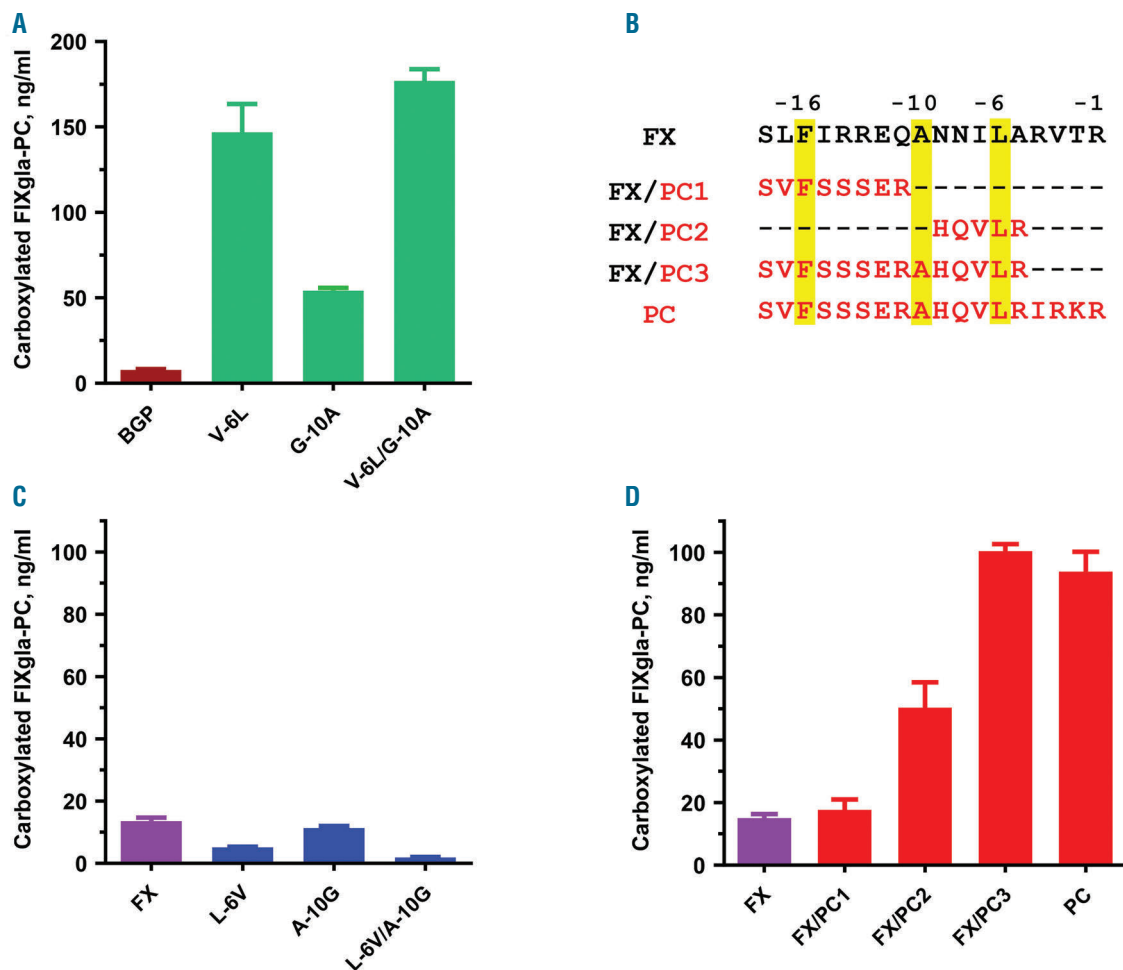 A
Carboxylated FIXgla-PC, ng/ml
200
150
100
50
0
BGP
V-6L
G-10A
V-6L/G-10A
B
-16 -10 -6 -1
FX SLFIRREQANNILARVTR
FX/PC1 SVFSSSER----------
FX/PC2 ---------HQVLR----
FX/PC3 SVFSSSERAHQVLR----
PC SVFSSSERAHQVLRIRKR
C
Carboxylated FIXgla-PC, ng/ml
100
80
60
40
20
0
FX
L-6V
A-10G
L-6V/A-10G
D
Carboxylated FIXgla-PC, ng/ml
100
80
60
40
20
0
FX
FX/PC1
FX/PC2
FX/PC3
PC